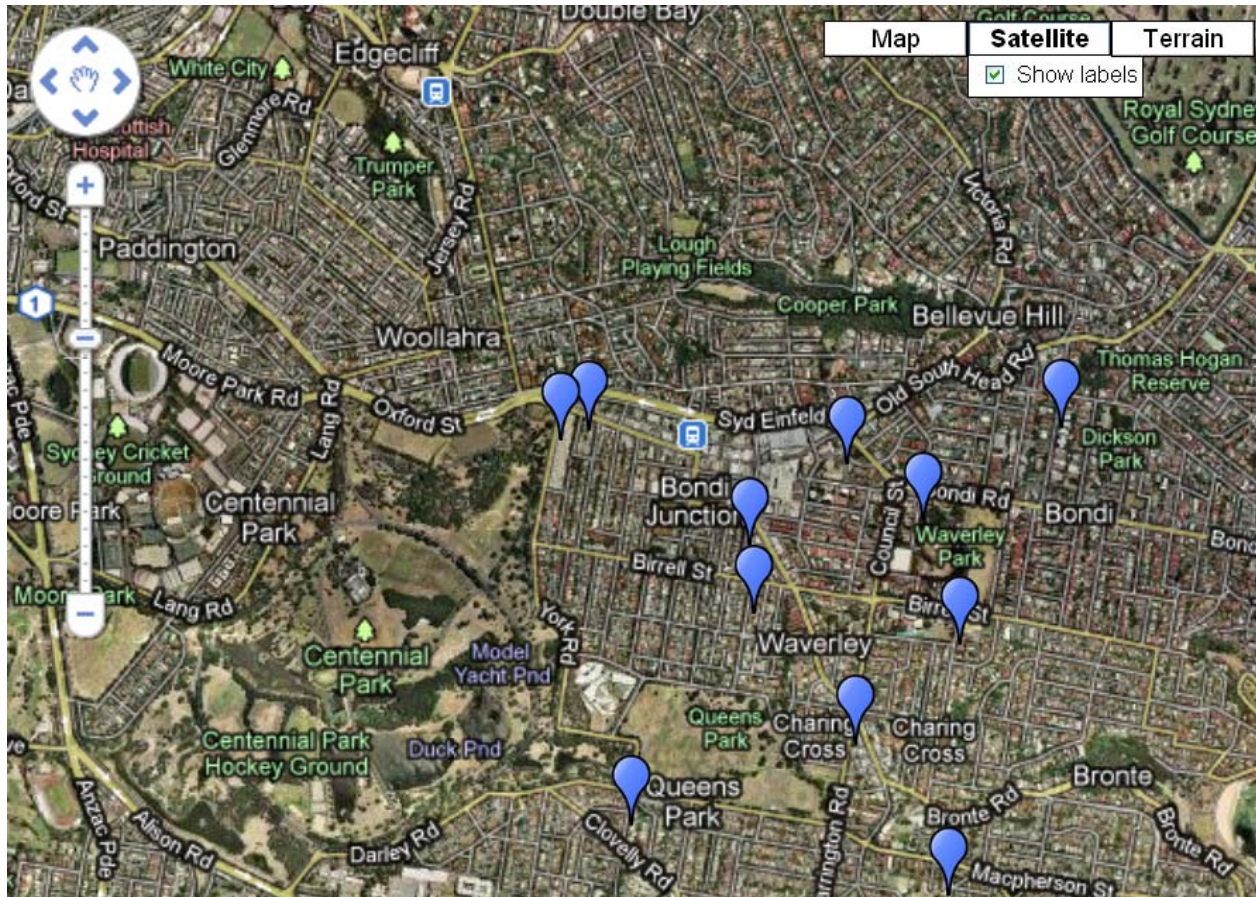 Double Bay
Golf Course
Map
Satellite
Terrain
Show labels
Edgecliff
White City
Glenmore Rd
Scottish
Hospital
Trumper
Park
Royal Sydne
Golf Course
Victoria Rd
Oxford St
Paddington
Jersey Rd
Lough
Playing Fields
Cooper Park
Bellevue Hill
1
Woollahra
Moore Park Rd
Lang Rd
Oxford St
Syd Einfeld
Old South Head Rd
Thomas Hogan
Reserve
Sydney Cricket
Ground
Dickson
Park
Centennial
Park
Moore Park
Bondi
Junction
Council St
Bondi Rd
Bondi
Waverley
Park
Birrell St
Birrell St
Lang Rd
York Rd
Waverley
Centennial
Park
Model
Yacht Pnd
Queens
Park
Charing
Cross
Charing
Cross
Centennial Park
Hockey Ground
Duck Pnd
Queens
Park
Bronte
Anzac Pde
Alison Rd
Darley Rd
Clovelly Rd
arrington Rd
Bronte Rd
Bronte Rd
Macpherson St